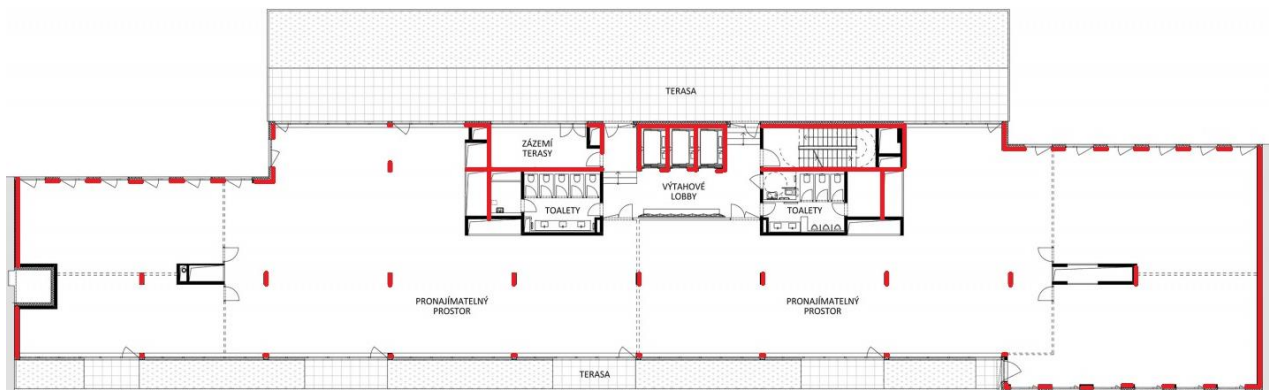 TERASA
ZÁZEMÍ
TERASY
VÝTAHOVÉ
LOBBY
TOALETY
TOALETY
PRONAJÍMATELNÝ
PROSTOR
PRONAJÍMATELNÝ
PROSTOR
TERASA